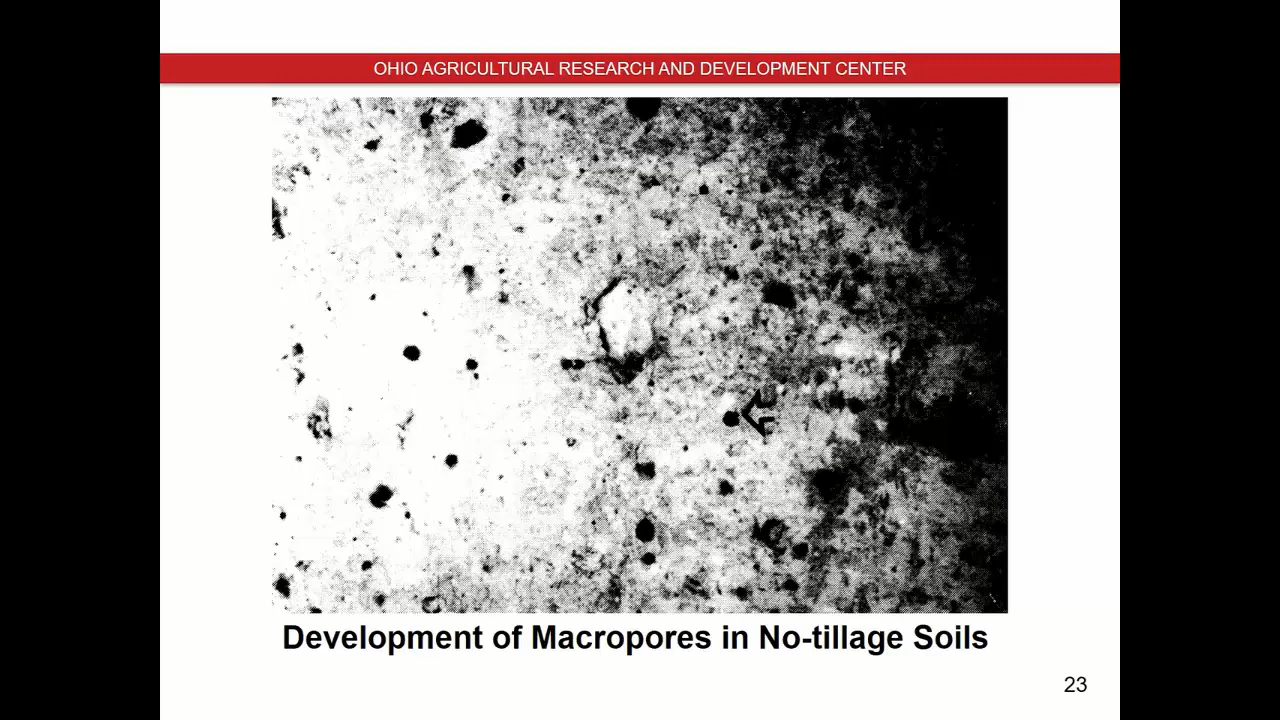 OHIO AGRICULTURAL RESEARCH AND DEVELOPMENT CENTER
Development of Macropores in No-tillage Soils
23